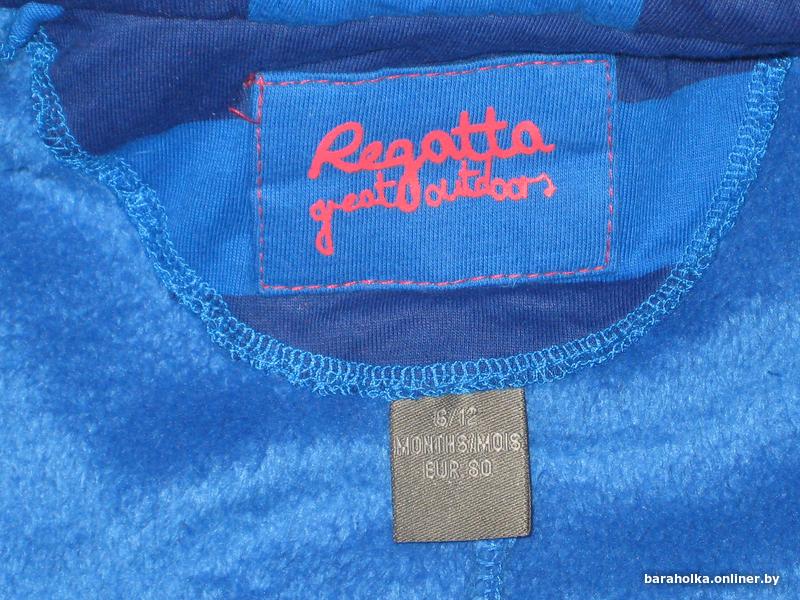 Regatta
great outdoors
6/12
MONTHS/MOIS
EUR 80
baraholka.onliner.by